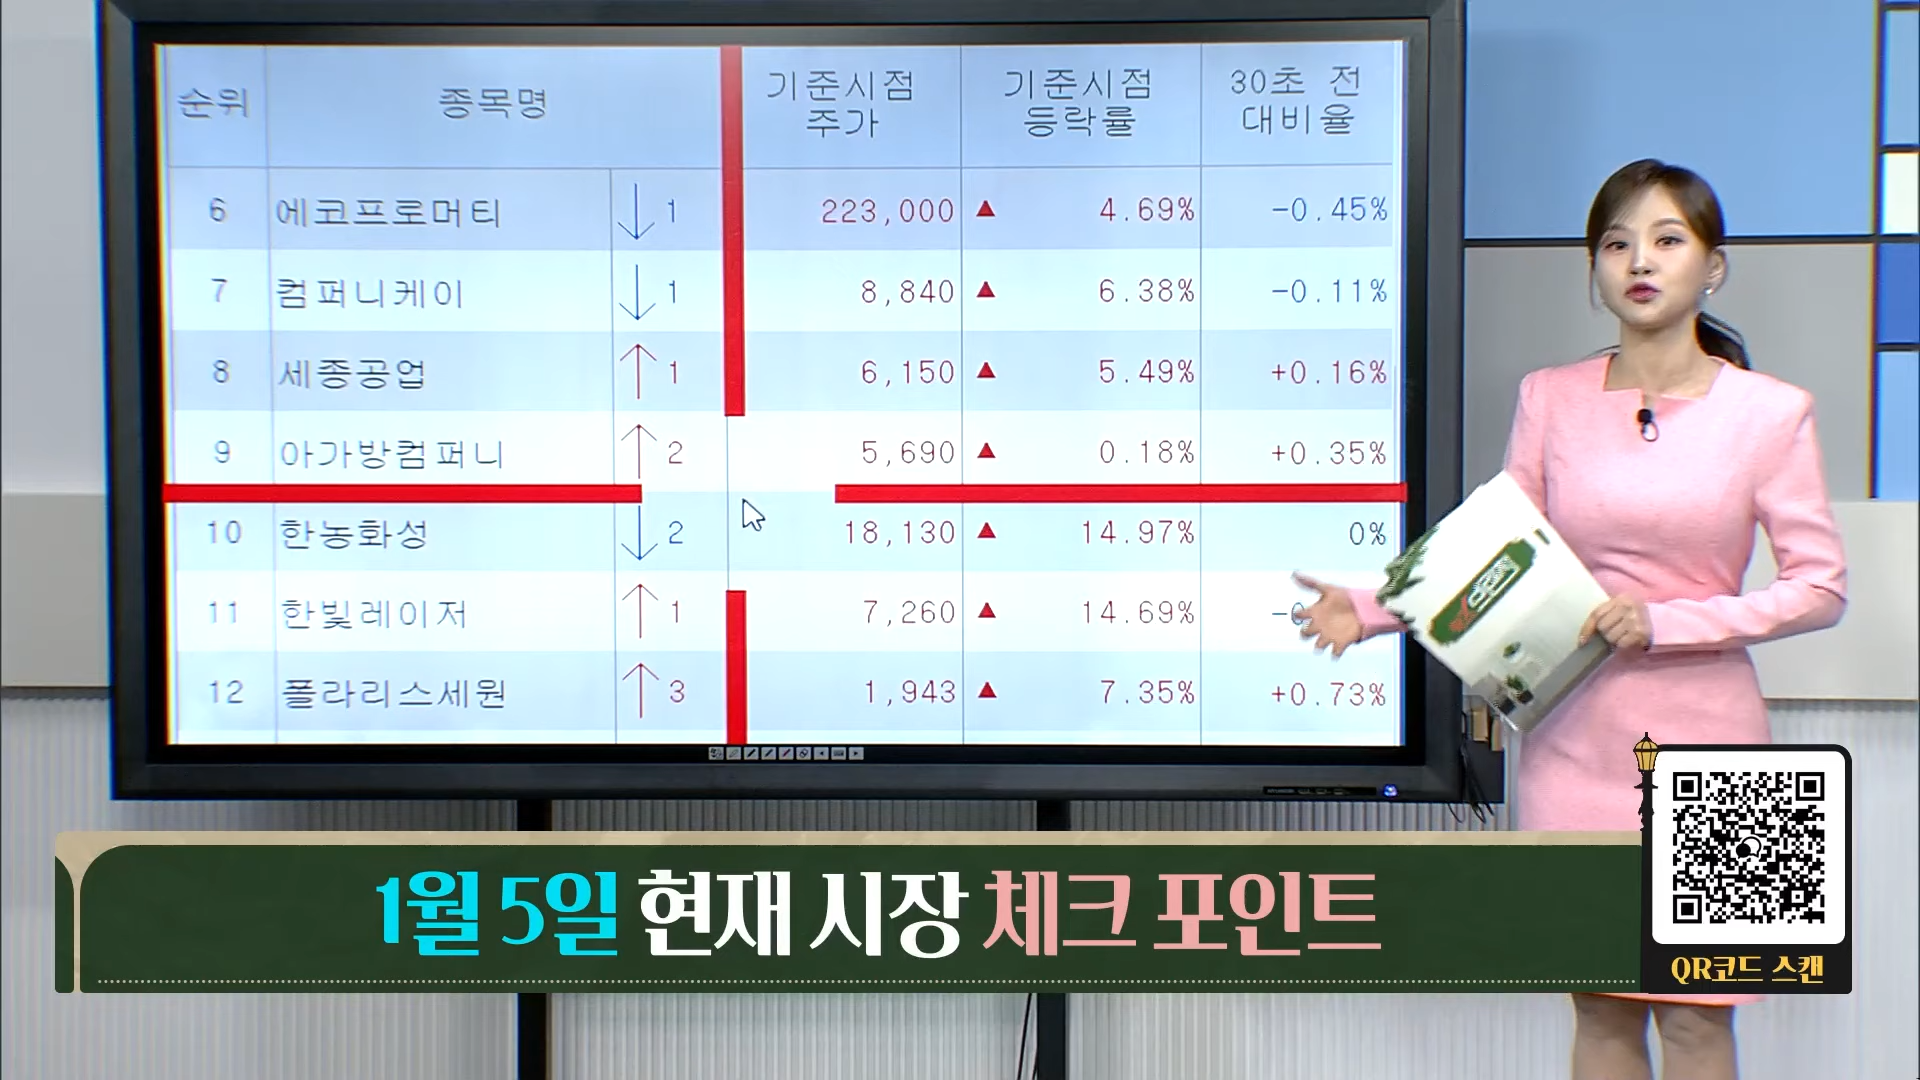 순위 종목명 기준시점 주가 기준시점 등락률 30초 전 대비율
6 에코프로머티 ↓ 1 223,000 ▲ 4.69% -0.45%
7 컴퍼니케이 ↓ 1 8,840 ▲ 6.38% -0.11%
8 세종공업 ↑ 1 6,150 ▲ 5.49% +0.16%
9 아가방컴퍼니 ↑ 2 5,690 ▲ 0.18% +0.35%
10 한농화성 ↓ 2 18,130 ▲ 14.97% 0%
11 한빛레이저 ↑ 1 7,260 ▲ 14.69%
12 폴라리스세원 ↑ 3 1,943 ▲ 7.35% +0.73%
1월 5일 현재 시장 체크 포인트
QR코드 스캔